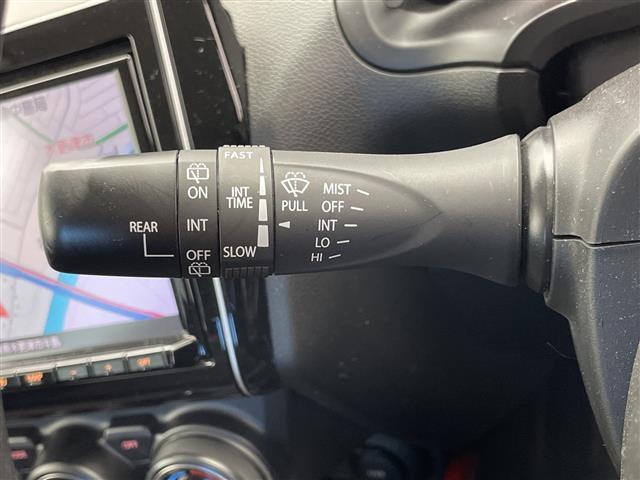 FAST
ON
INT
TIME
PULL
MIST
OFF
INT
LO
HI
REAR
INT
OFF
SLOW